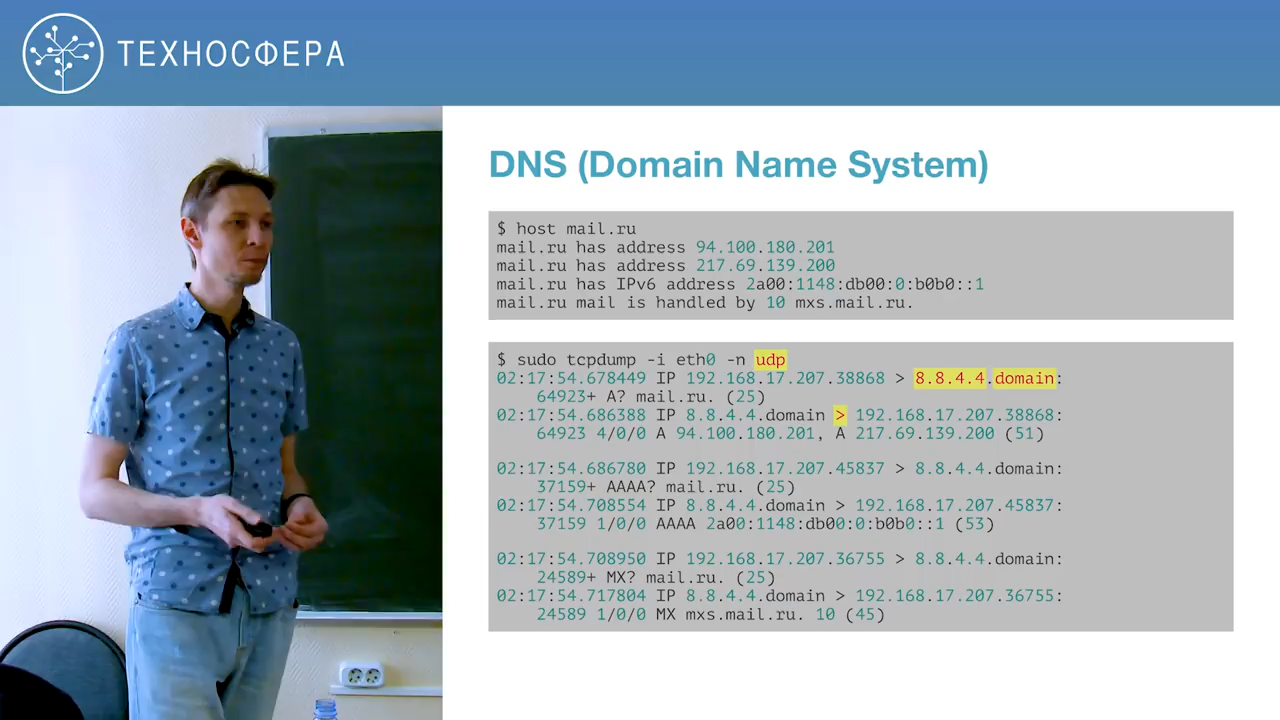 ТЕХНОСФЕРА
DNS (Domain Name System)
$ host mail.ru
mail.ru has address 94.100.180.201
mail.ru has address 217.69.139.200
mail.ru has IPv6 address 2a00:1148:db00:0:b0b0::1
mail.ru mail is handled by 10 mxs.mail.ru.
$ sudo tcpdump -i eth0 -n udp
02:17:54.678449 IP 192.168.17.207.38868 > 8.8.4.4.domain:
64923+ A? mail.ru. (25)
02:17:54.686388 IP 8.8.4.4.domain > 192.168.17.207.38868:
64923 4/0/0 A 94.100.180.201, A 217.69.139.200 (51)
02:17:54.686780 IP 192.168.17.207.45837 > 8.8.4.4.domain:
37159+ AAAA? mail.ru. (25)
02:17:54.708554 IP 8.8.4.4.domain > 192.168.17.207.45837:
37159 1/0/0 AAAA 2a00:1148:db00:0:b0b0::1 (53)
02:17:54.708950 IP 192.168.17.207.36755 > 8.8.4.4.domain:
24589+ MX? mail.ru. (25)
02:17:54.717804 IP 8.8.4.4.domain > 192.168.17.207.36755:
24589 1/0/0 MX mxs.mail.ru. 10 (45)